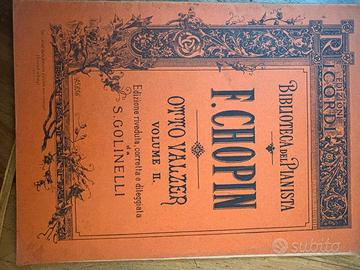 EDIZIONI
RICORDI
BIBLIOTECA DEL PIANISTA
F. CHOPIN
OTTO VALZER
VOLUME II.
Edizione riveduta, corretta e diteggiata
da
S. GOLINELLI
subito